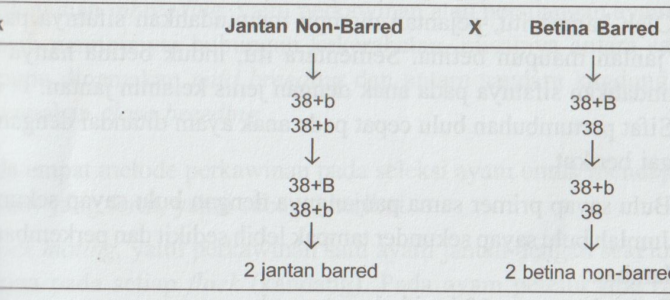 Jantan Non-Barred X Betina Barred
38+b 38+B
38+b 38
38+B 38+b
38+b 38
2 jantan barred 2 betina non-barred